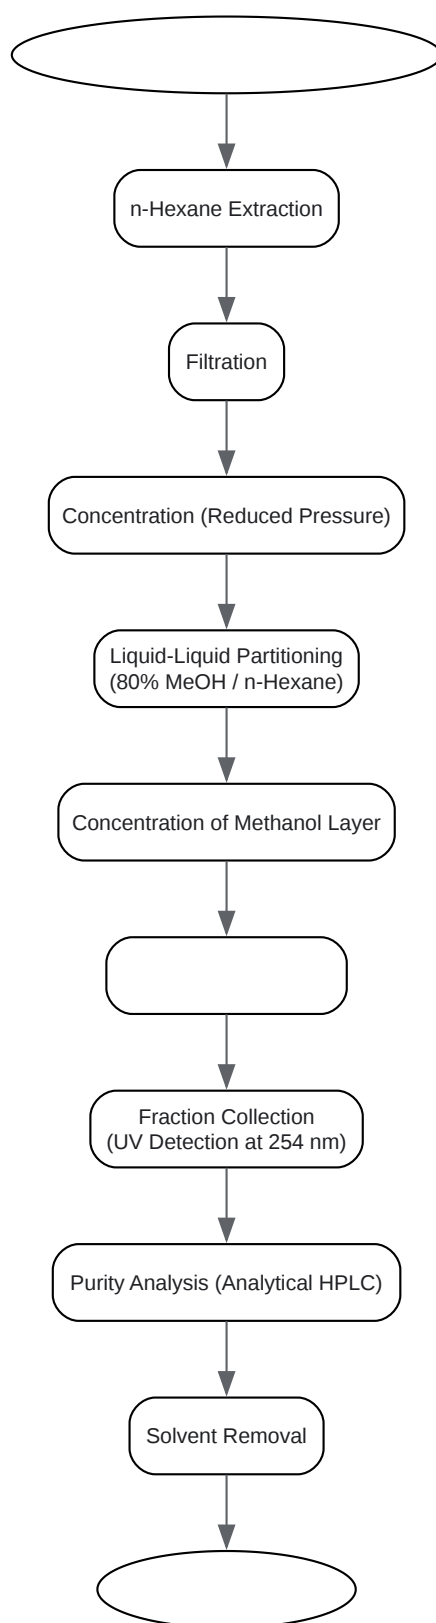 n-Hexane Extraction
Filtration
Concentration (Reduced Pressure)
Liquid-Liquid Partitioning
(80% MeOH / n-Hexane)
Concentration of Methanol Layer
Fraction Collection
(UV Detection at 254 nm)
Purity Analysis (Analytical HPLC)
Solvent Removal